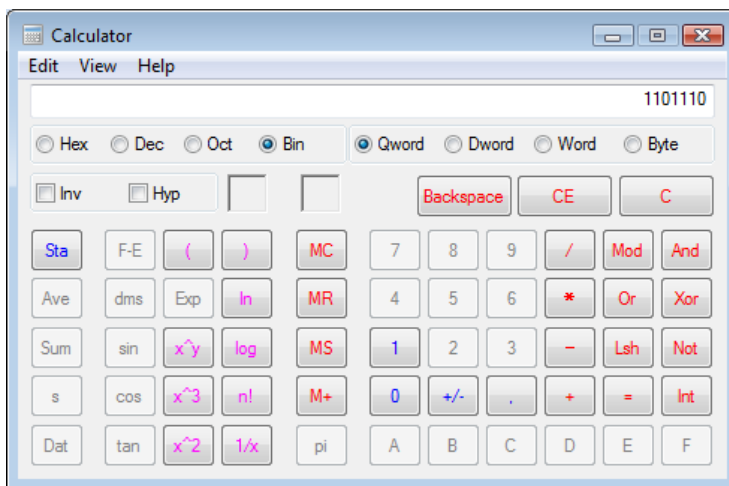 Calculator
Edit View Help
1101110
Hex Dec Oct Bin Qword Dword Word Byte
Inv Hyp Backspace CE C
Sta F-E ( ) MC 7 8 9 / Mod And
Ave dms Exp ln MR 4 5 6 * Or Xor
Sum sin x^y log MS 1 2 3 - Lsh Not
s cos x^3 n! M+ 0 +/- , + = Int
Dat tan x^2 1/x pi A B C D E F